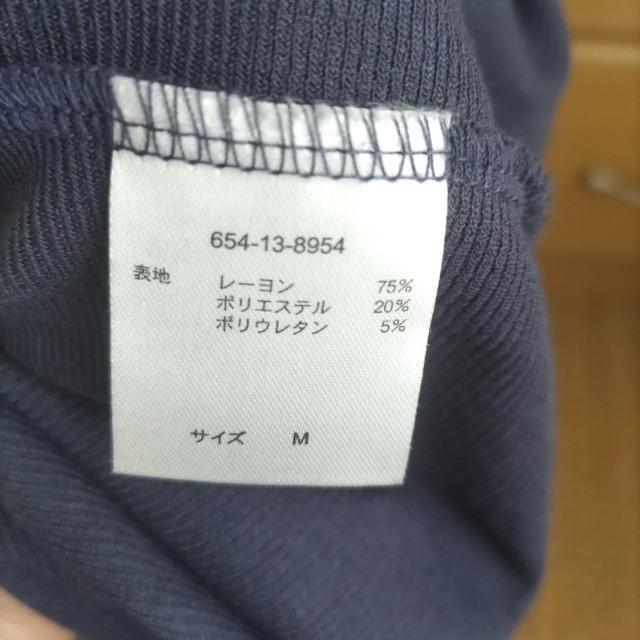 654-13-8954
表地 レーヨン 75%
ポリエステル 20%
ポリウレタン 5%
サイズ M